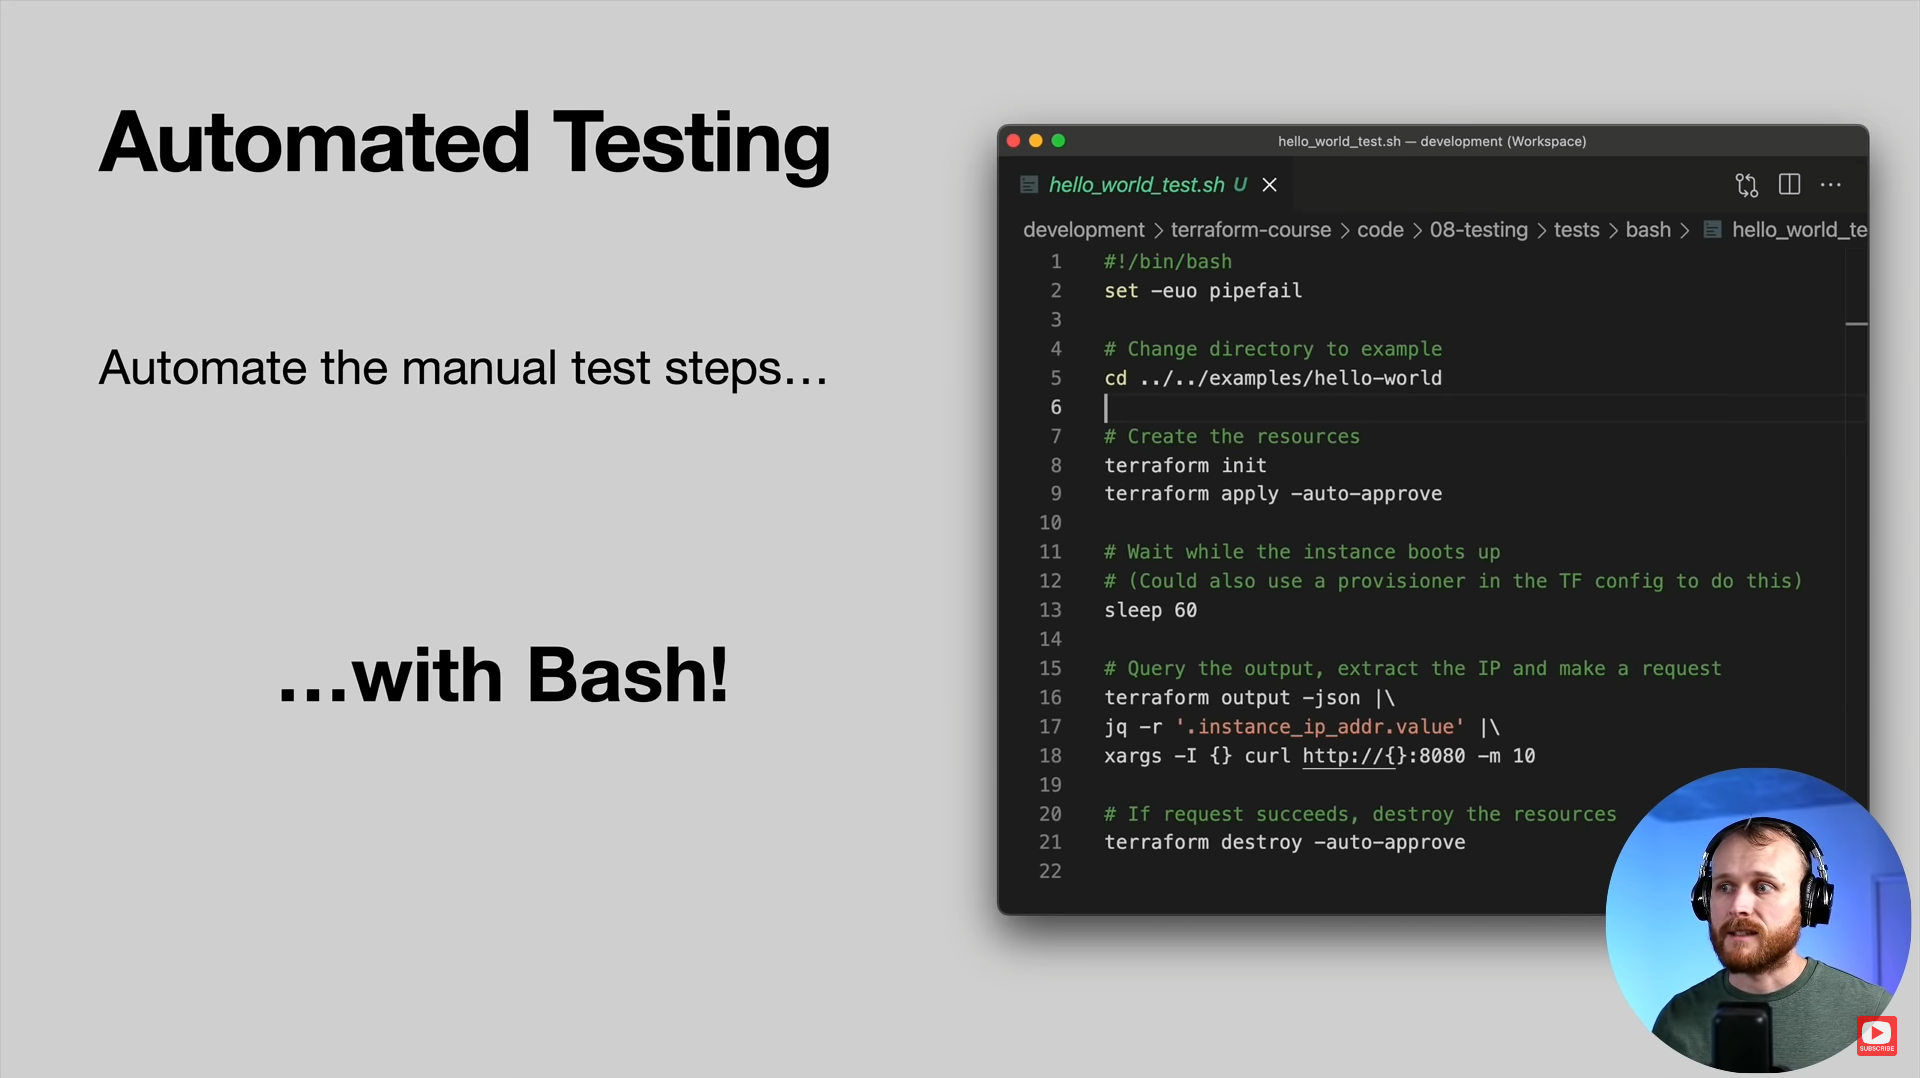 Automated Testing
Automate the manual test steps…
…with Bash!
hello_world_test.sh — development (Workspace)
hello_world_test.sh U
development > terraform-course > code > 08-testing > tests > bash > hello_world_te
1 #!/bin/bash
2 set -euo pipefail
3
4 # Change directory to example
5 cd ../../examples/hello-world
6
7 # Create the resources
8 terraform init
9 terraform apply -auto-approve
10
11 # Wait while the instance boots up
12 # (Could also use a provisioner in the TF config to do this)
13 sleep 60
14
15 # Query the output, extract the IP and make a request
16 terraform output -json |\
17 jq -r '.instance_ip_addr.value' |\
18 xargs -I {} curl http://{}:8080 -m 10
19
20 # If request succeeds, destroy the resources
21 terraform destroy -auto-approve
22
SUBSCRIBE